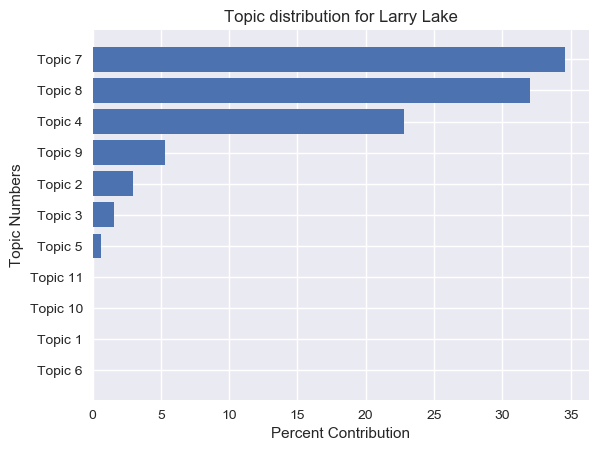 Topic distribution for Larry Lake
Topic Numbers
Topic 7
Topic 8
Topic 4
Topic 9
Topic 2
Topic 3
Topic 5
Topic 11
Topic 10
Topic 1
Topic 6
0 5 10 15 20 25 30 35
Percent Contribution